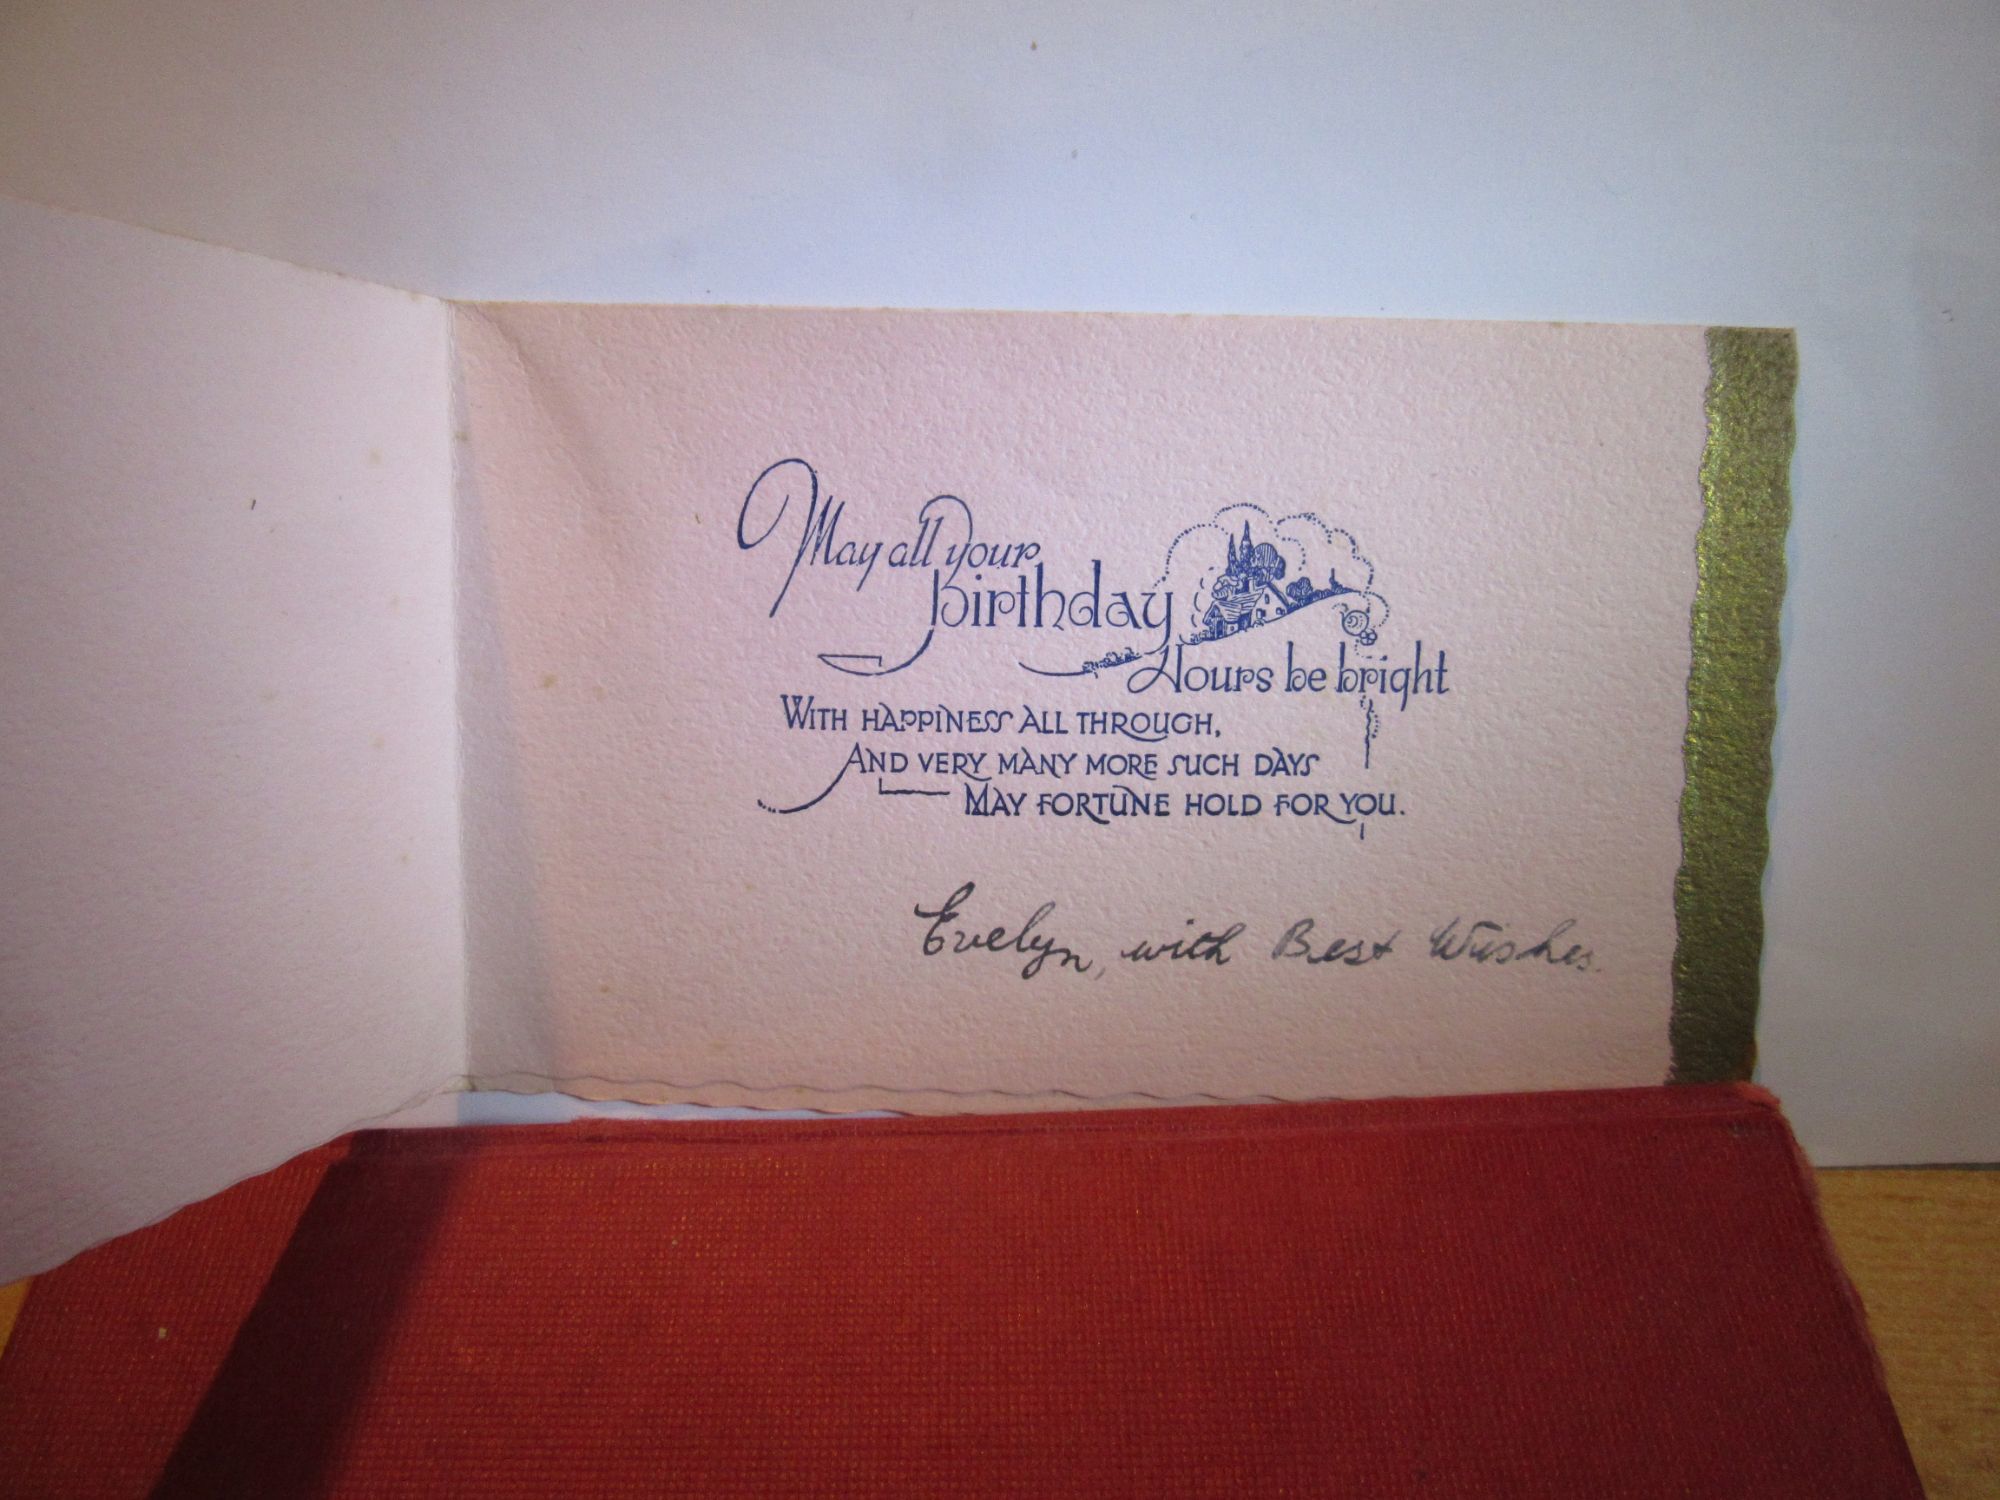 May all your
birthday
Hours be bright
WITH HAPPINESS ALL THROUGH,
AND VERY MANY MORE SUCH DAYS
MAY FORTUNE HOLD FOR YOU.
Evelyn, with Best Wishes.